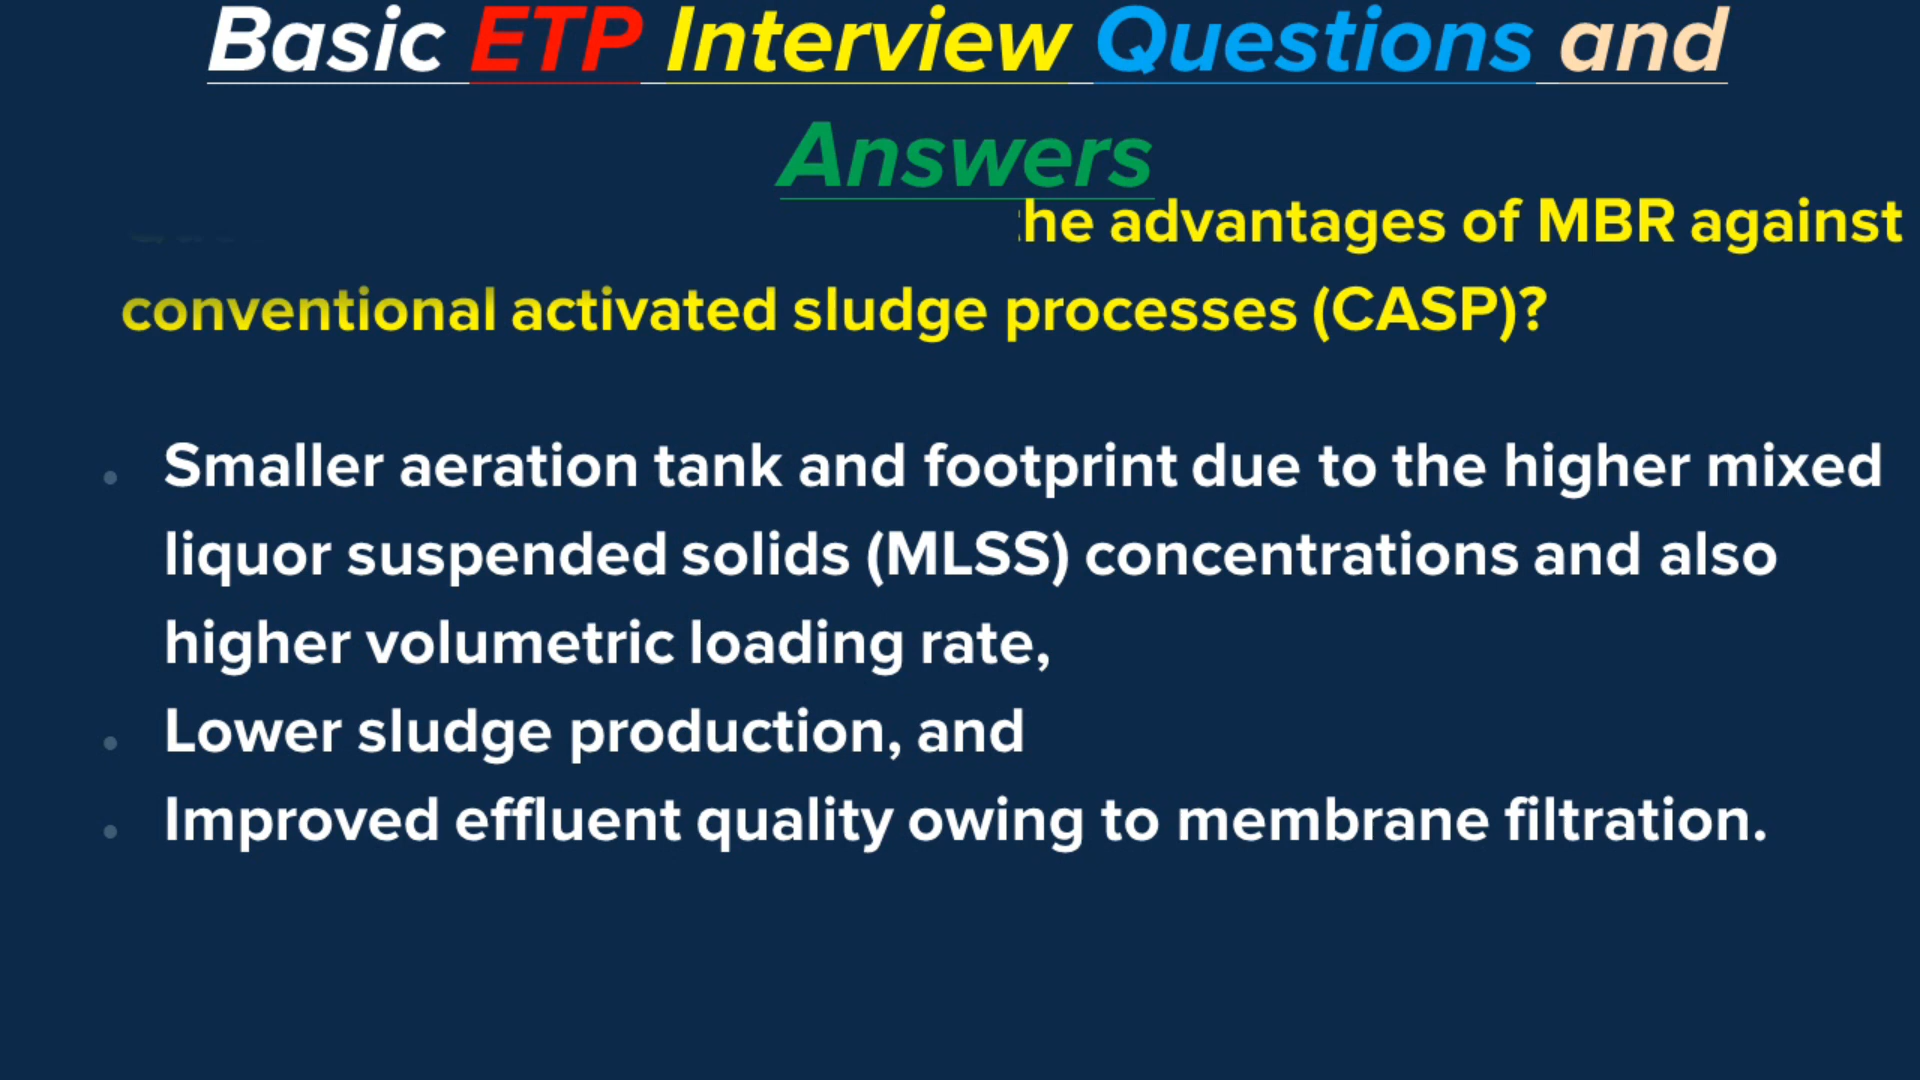 Basic ETP Interview Questions and
Answers
he advantages of MBR against
conventional activated sludge processes (CASP)?
• Smaller aeration tank and footprint due to the higher mixed
liquor suspended solids (MLSS) concentrations and also
higher volumetric loading rate,
• Lower sludge production, and
• Improved effluent quality owing to membrane filtration.